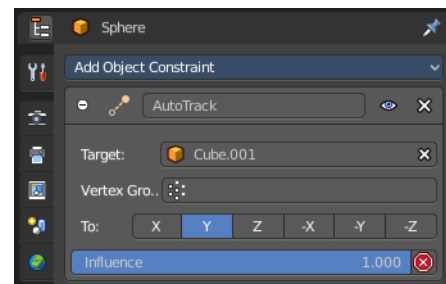 Sphere
Add Object Constraint
AutoTrack
Target: Cube.001
Vertex Gro..
To: X Y Z -X -Y -Z
Influence 1.000